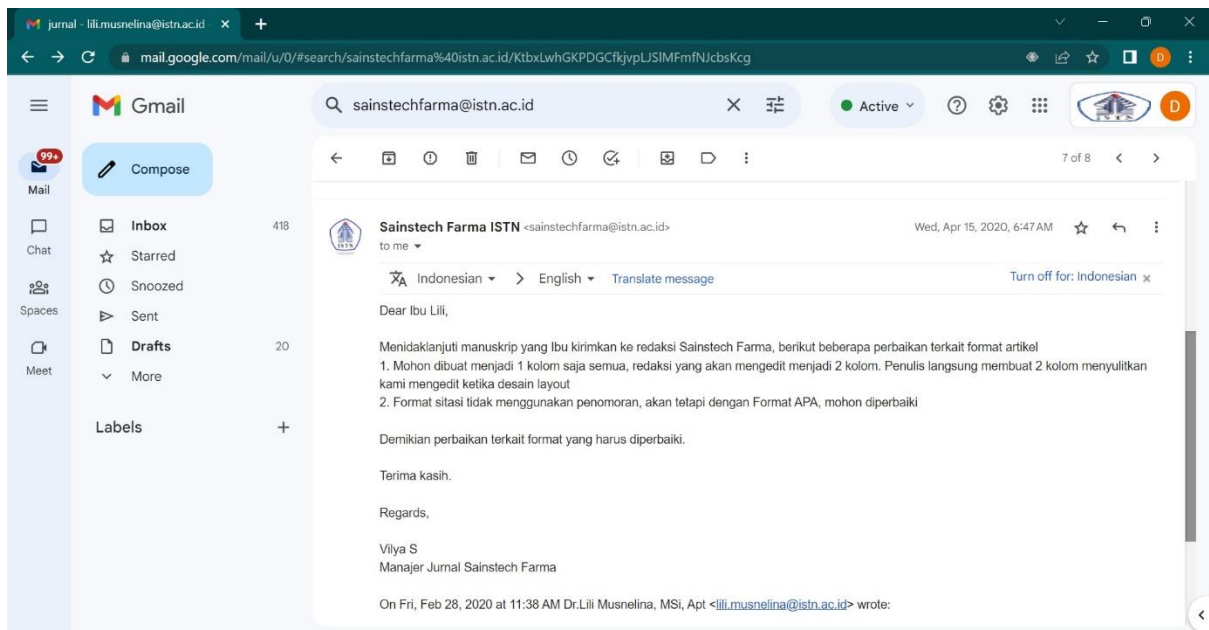 jurnal - lili.musnelina@istn.ac.id
mail.google.com/mail/u/0/#search/sainstechfarma%40istn.ac.id/KtbxLwhGKPDGCfkjvpLJSlMFmfNJcbsKcg
D
Gmail
sainstechfarma@istn.ac.id
Active
ISTN
D
99+
Mail
Compose
7 of 8
Chat
Spaces
Meet
Inbox 418
Starred
Snoozed
Sent
Drafts 20
More
Labels
ISTN
Sainstech Farma ISTN <sainstechfarma@istn.ac.id>
Wed, Apr 15, 2020, 6:47 AM
to me
Indonesian > English Translate message
Turn off for: Indonesian x
Dear Ibu Lili,
Menidaklanjuti manuskrip yang Ibu kirimkan ke redaksi Sainstech Farma, berikut beberapa perbaikan terkait format artikel
1. Mohon dibuat menjadi 1 kolom saja semua, redaksi yang akan mengedit menjadi 2 kolom. Penulis langsung membuat 2 kolom menyulitkan
kami mengedit ketika desain layout
2. Format sitasi tidak menggunakan penomoran, akan tetapi dengan Format APA, mohon diperbaiki
Demikian perbaikan terkait format yang harus diperbaiki.
Terima kasih.
Regards,
Vilya S
Manajer Jurnal Sainstech Farma
On Fri, Feb 28, 2020 at 11:38 AM Dr.Lili Musnelina, MSi, Apt <lili.musnelina@istn.ac.id> wrote: